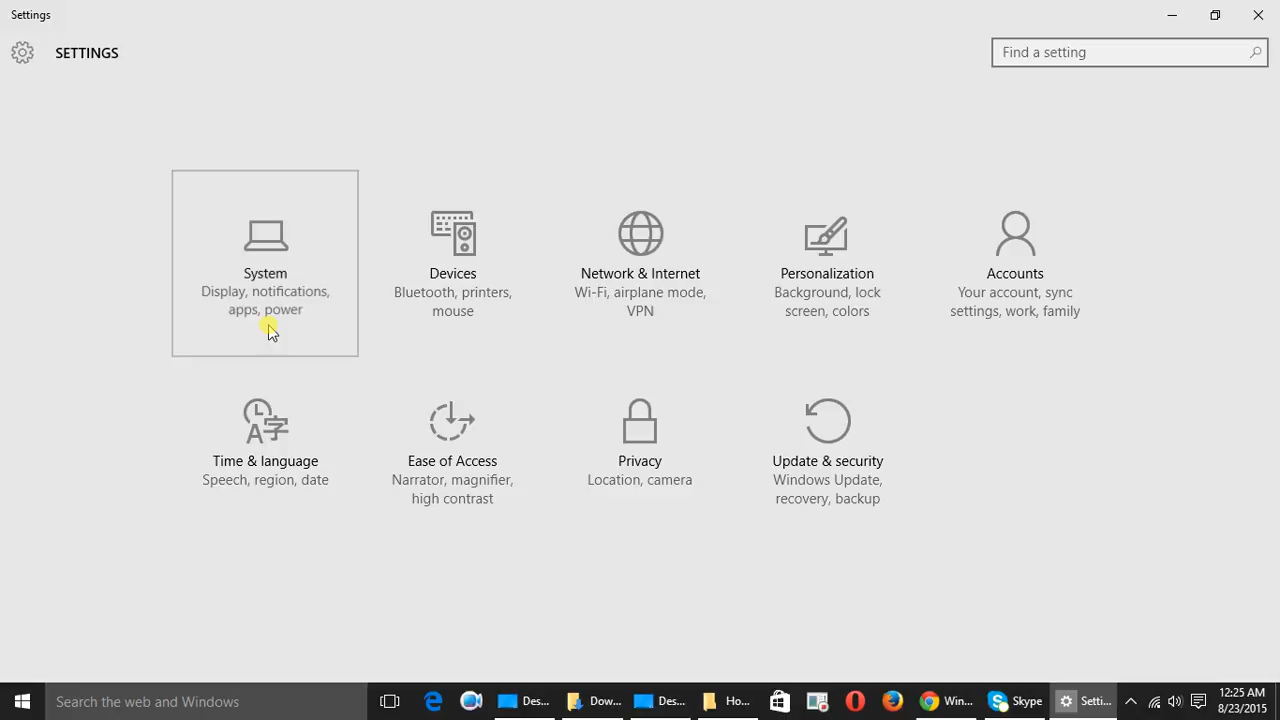 Settings
SETTINGS
Find a setting
System
Display, notifications,
apps, power
Devices
Bluetooth, printers,
mouse
Network & Internet
Wi-Fi, airplane mode,
VPN
Personalization
Background, lock
screen, colors
Accounts
Your account, sync
settings, work, family
Time & language
Speech, region, date
Ease of Access
Narrator, magnifier,
high contrast
Privacy
Location, camera
Update & security
Windows Update,
recovery, backup
Search the web and Windows
Des...
Dow...
Des...
Ho...
Win...
Skype
Setti...
12:25 AM
8/23/2015